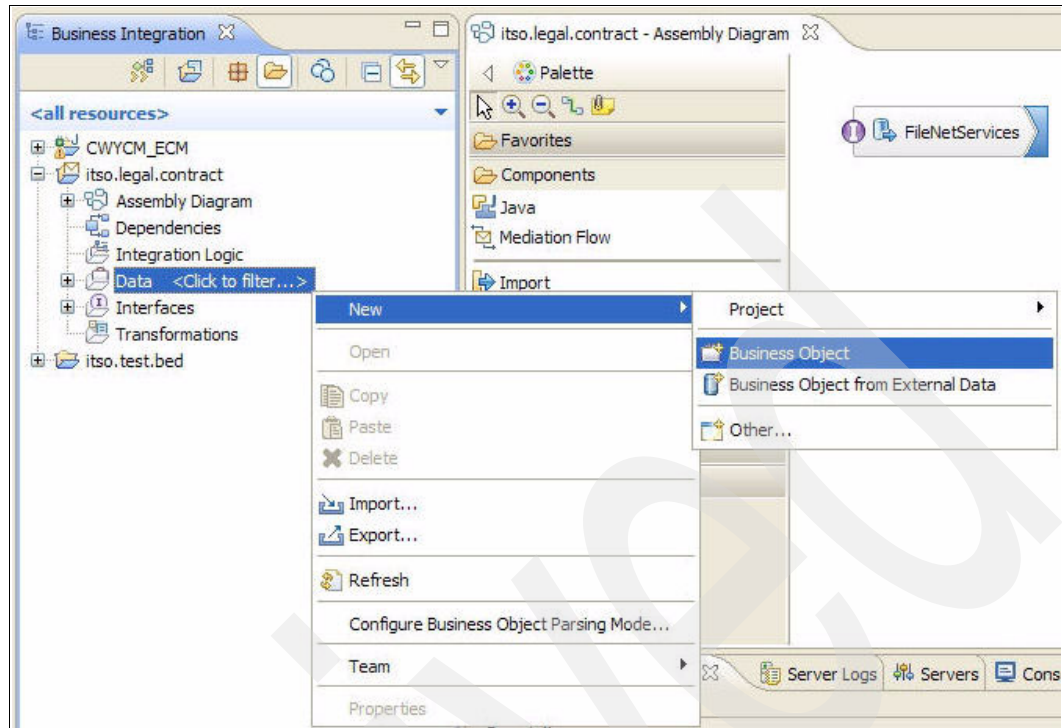 Business Integration
itso.legal.contract - Assembly Diagram
Palette
<all resources>
FileNetServices
Favorites
CWYCM_ECM
itso.legal.contract
Components
Assembly Diagram
Java
Dependencies
Mediation Flow
Integration Logic
Data <Click to filter...>
Import
Interfaces
New
Project
Transformations
Open
Business Object
itso.test.bed
Business Object from External Data
Copy
Paste
Other...
Delete
Import...
Export...
Refresh
Configure Business Object Parsing Mode...
Team
Server Logs
Servers
Cons
Properties